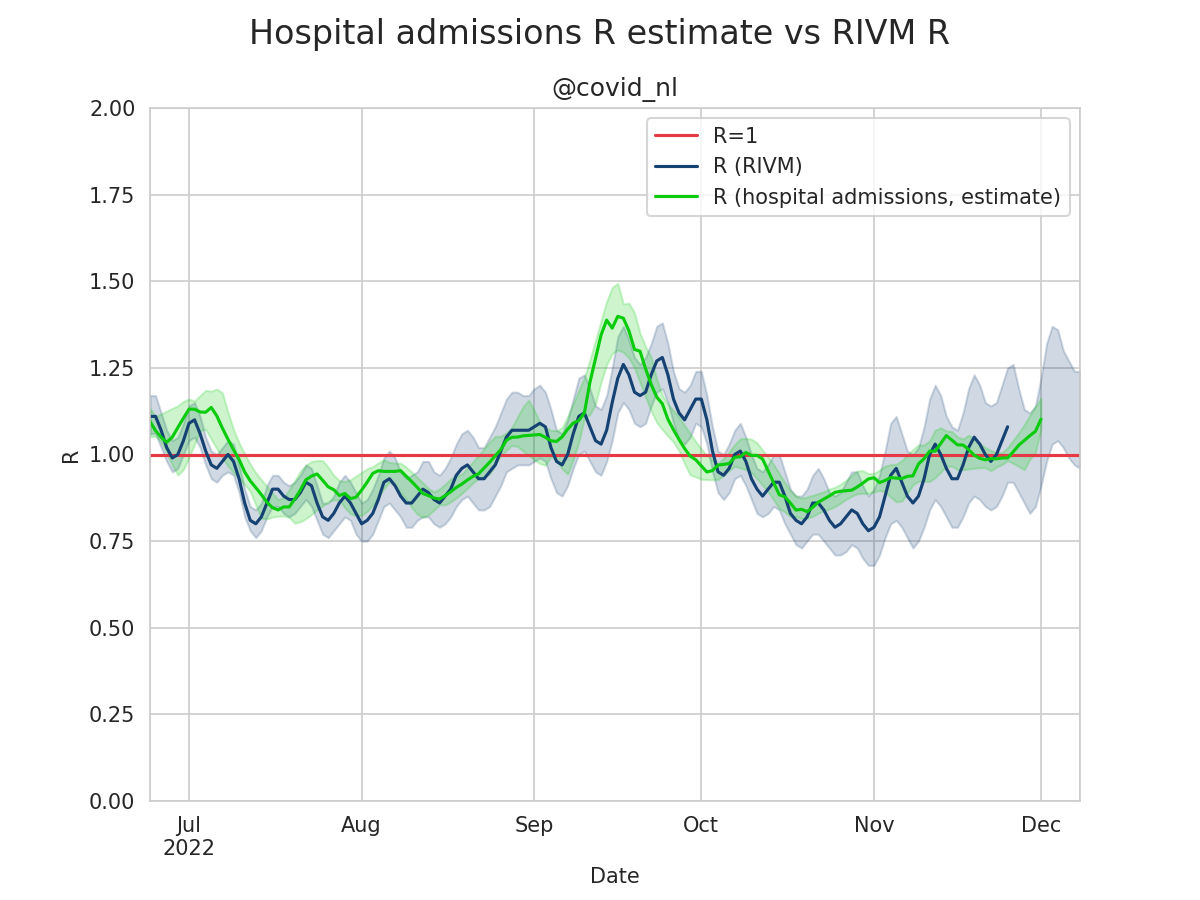 Hospital admissions R estimate vs RIVM R
@covid_nl
R=1
R (RIVM)
R (hospital admissions, estimate)
2.00
1.75
1.50
1.25
1.00
0.75
0.50
0.25
0.00
R
Jul Aug Sep Oct Nov Dec
2022
Date